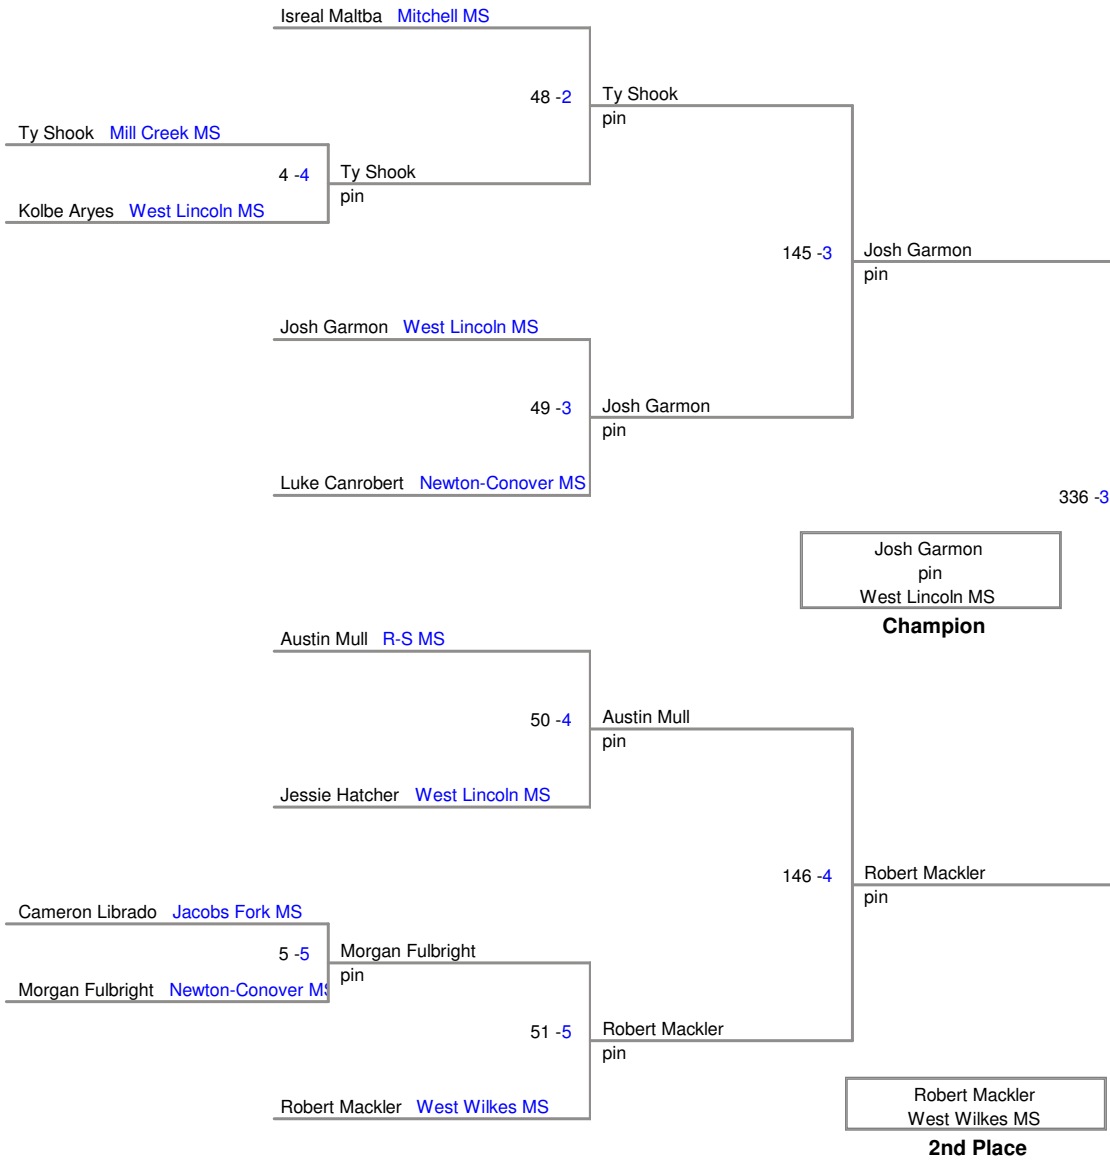 Isreal Maltba Mitchell MS
48 -2
Ty Shook
pin
Ty Shook Mill Creek MS
4 -4
Ty Shook
pin
Kolbe Aryes West Lincoln MS
145 -3
Josh Garmon
pin
Josh Garmon West Lincoln MS
49 -3
Josh Garmon
pin
Luke Canrobert Newton-Conover MS
336 -3
Josh Garmon
pin
West Lincoln MS
Champion
Austin Mull R-S MS
50 -4
Austin Mull
pin
Jessie Hatcher West Lincoln MS
146 -4
Robert Mackler
pin
Cameron Librado Jacobs Fork MS
5 -5
Morgan Fulbright
pin
Morgan Fulbright Newton-Conover MS
51 -5
Robert Mackler
pin
Robert Mackler West Wilkes MS
Robert Mackler
West Wilkes MS
2nd Place